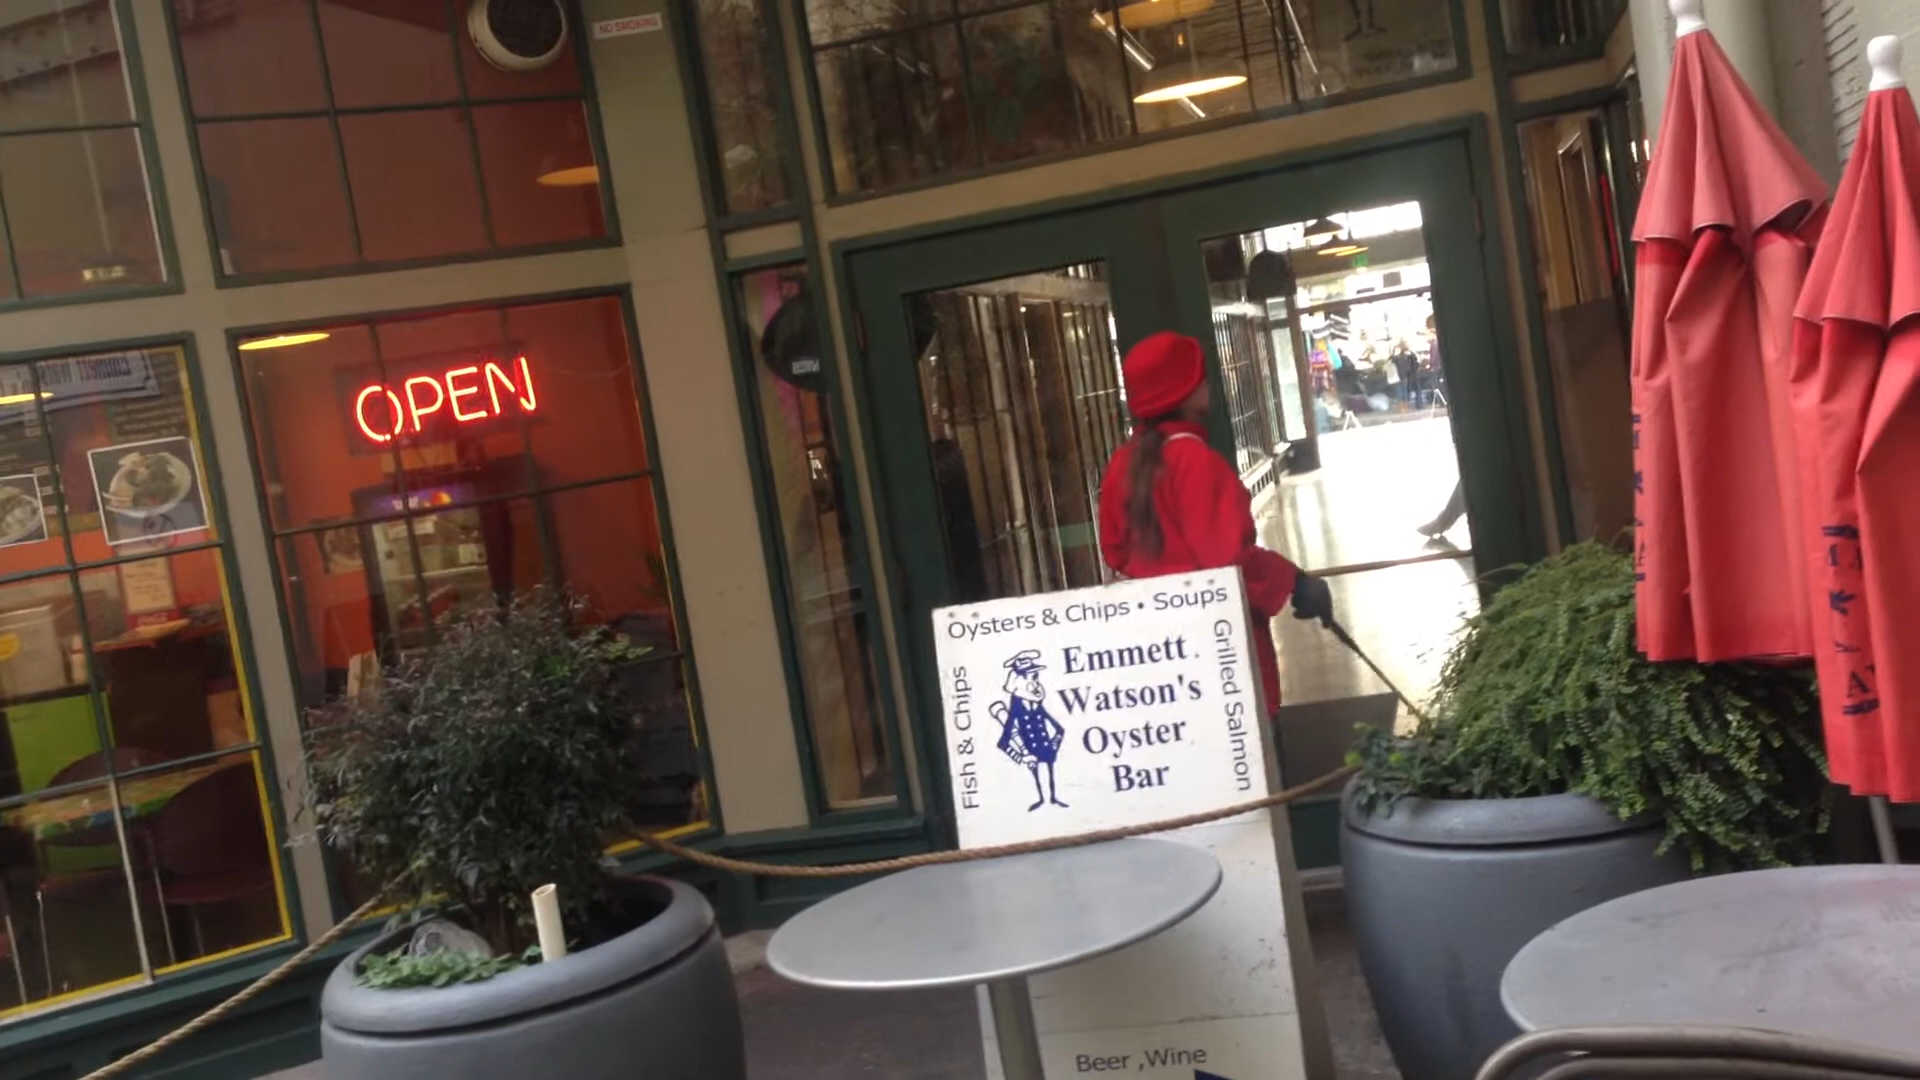 NO SMOKING
OPEN
Oysters & Chips • Soups
Fish & Chips
Emmett
Watson's
Oyster
Bar
Grilled Salmon
Beer ,Wine